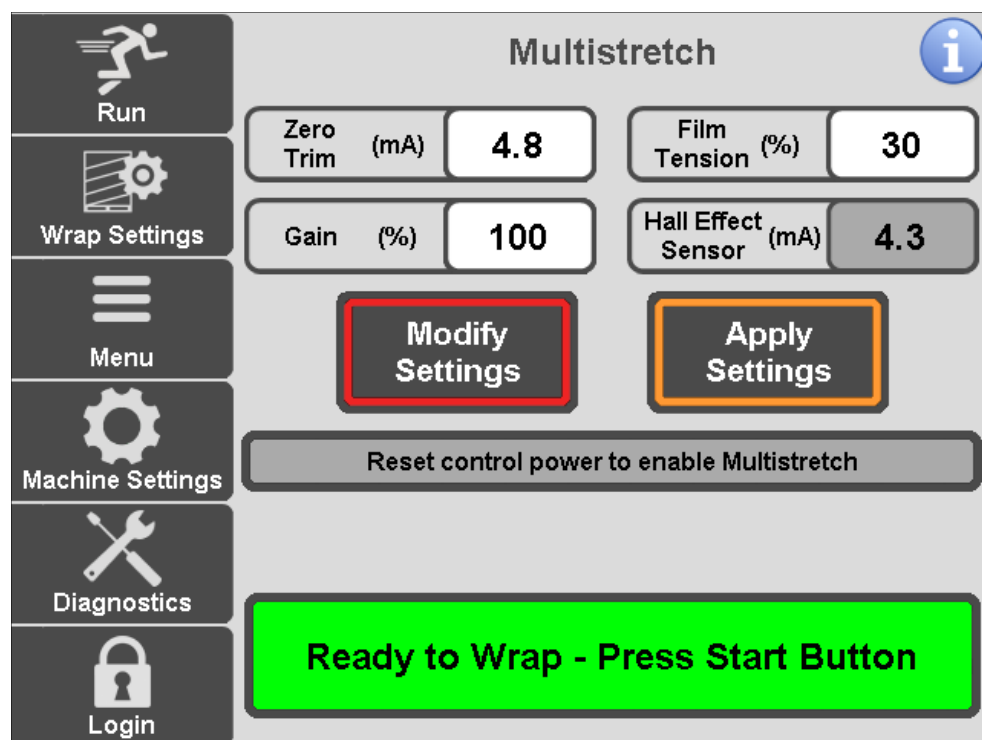 Multistretch
i
Run
Zero
Trim
(mA)
4.8
Film
Tension
(%)
30
Wrap Settings
Gain
(%)
100
Hall Effect
Sensor
(mA)
4.3
Menu
Modify
Settings
Apply
Settings
Machine Settings
Reset control power to enable Multistretch
Diagnostics
Ready to Wrap - Press Start Button
Login